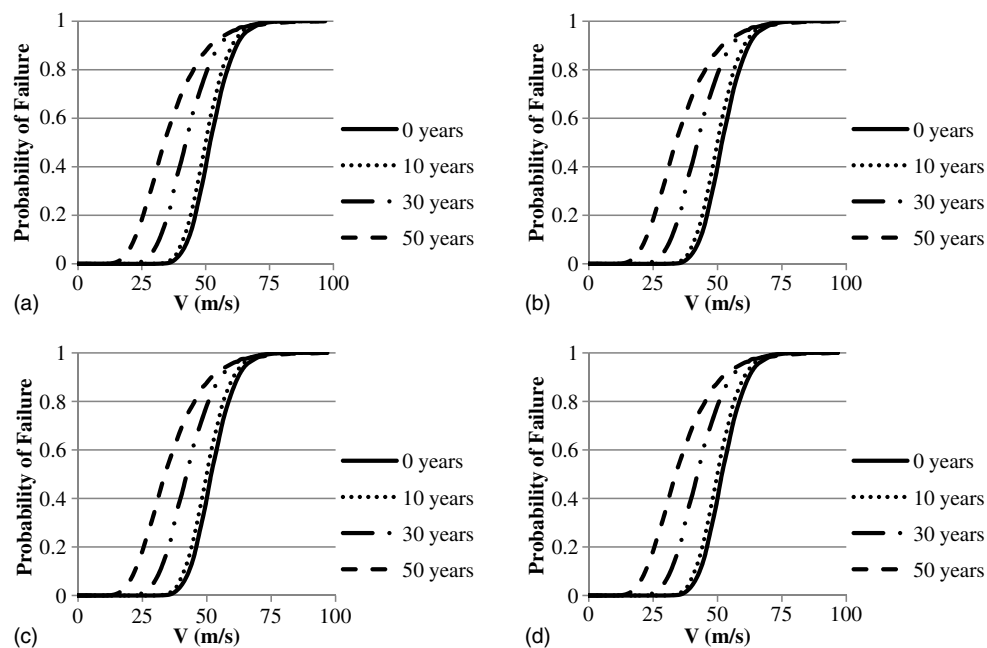 1
0.8
0.6
0.4
0.2
0
Probability of Failure
0 25 50 75 100
V (m/s)
0 years
10 years
30 years
50 years
(a)
1
0.8
0.6
0.4
0.2
0
Probability of Failure
0 25 50 75 100
V (m/s)
0 years
10 years
30 years
50 years
(b)
1
0.8
0.6
0.4
0.2
0
Probability of Failure
0 25 50 75 100
V (m/s)
0 years
10 years
30 years
50 years
(c)
1
0.8
0.6
0.4
0.2
0
Probability of Failure
0 25 50 75 100
V (m/s)
0 years
10 years
30 years
50 years
(d)